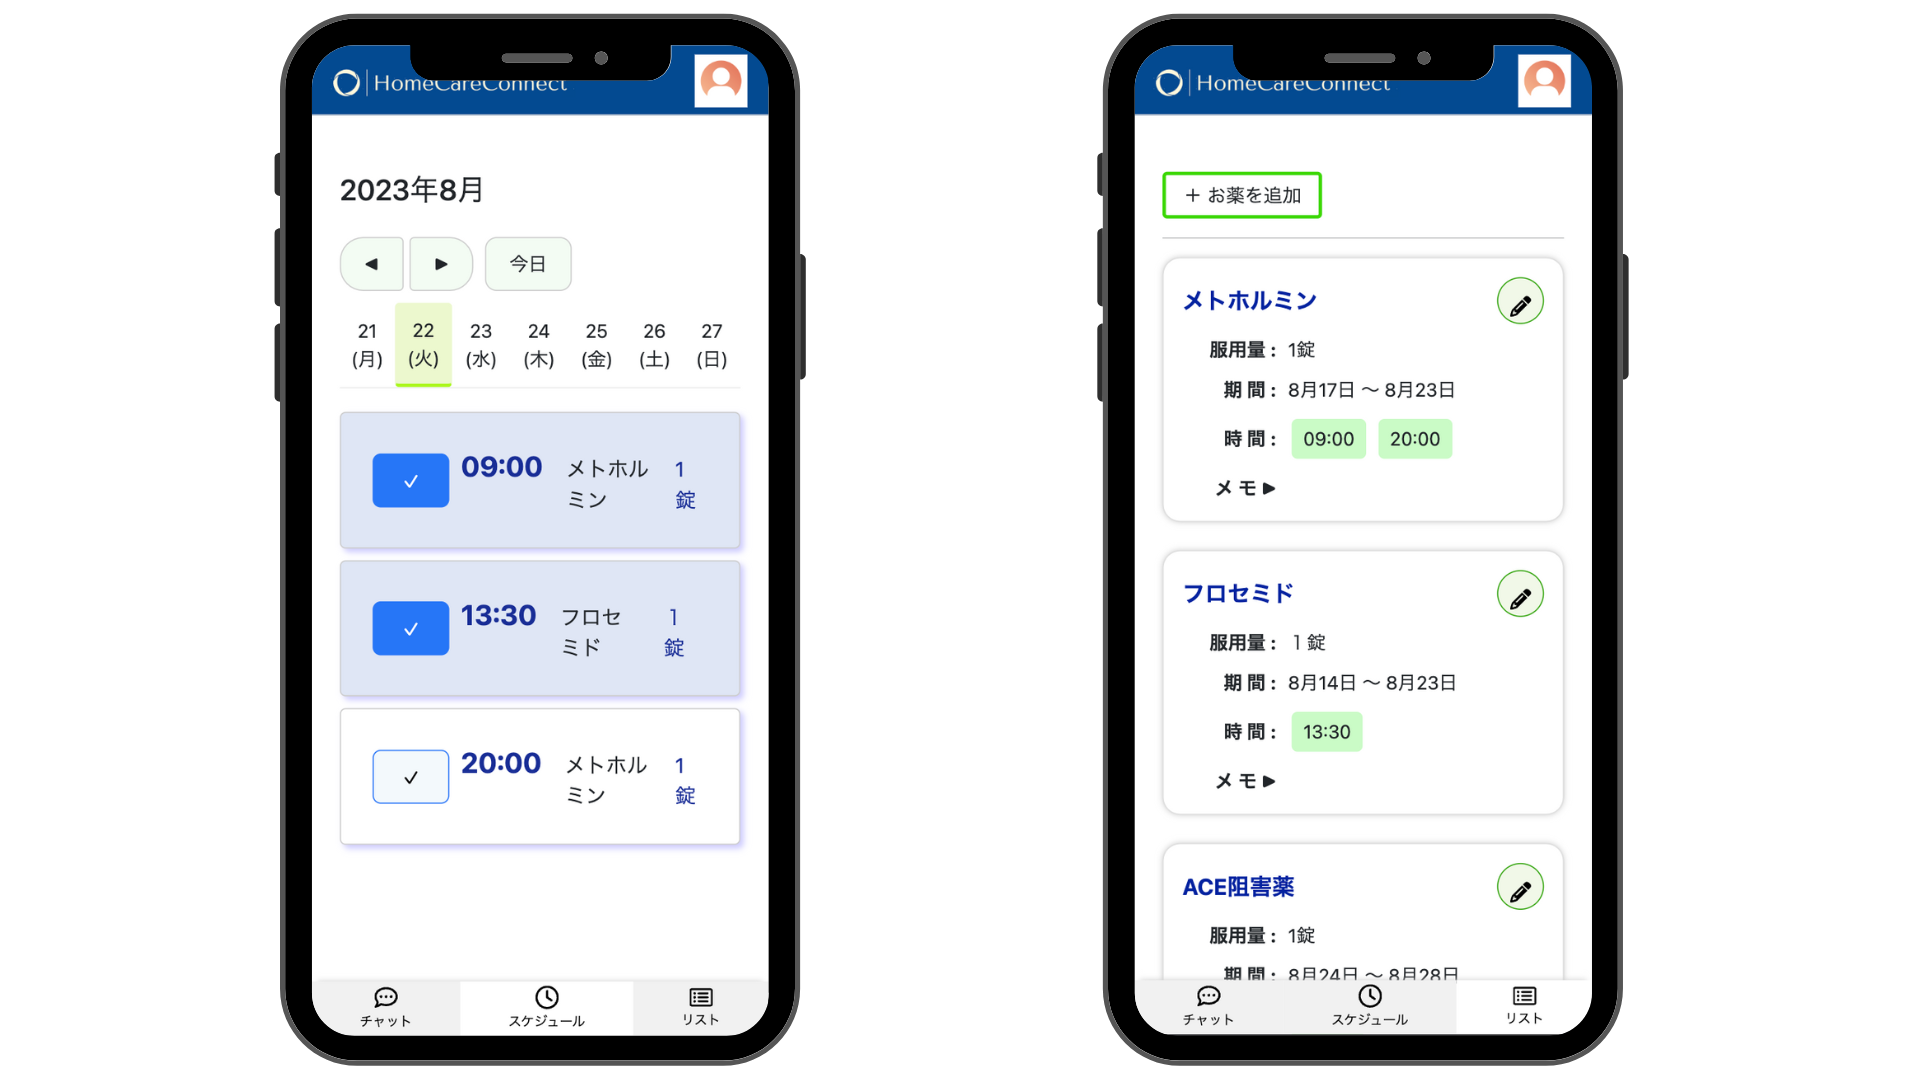 HomeCareConnect
2023年8月
◀ ▶ 今日
21 22 23 24 25 26 27
(月) (火) (水) (木) (金) (土) (日)
09:00 メトホル 1
ミン 錠
13:30 フロセ 1
ミド 錠
20:00 メトホル 1
ミン 錠
チャット スケジュール リスト
HomeCareConnect
+ お薬を追加
メトホルミン
服用量: 1錠
期 間: 8月17日 〜 8月23日
時 間: 09:00 20:00
メ モ ▶
フロセミド
服用量: 1 錠
期 間: 8月14日 〜 8月23日
時 間: 13:30
メ モ ▶
ACE阻害薬
服用量: 1錠
期 間: 8月24日 〜 8月28日
チャット スケジュール リスト